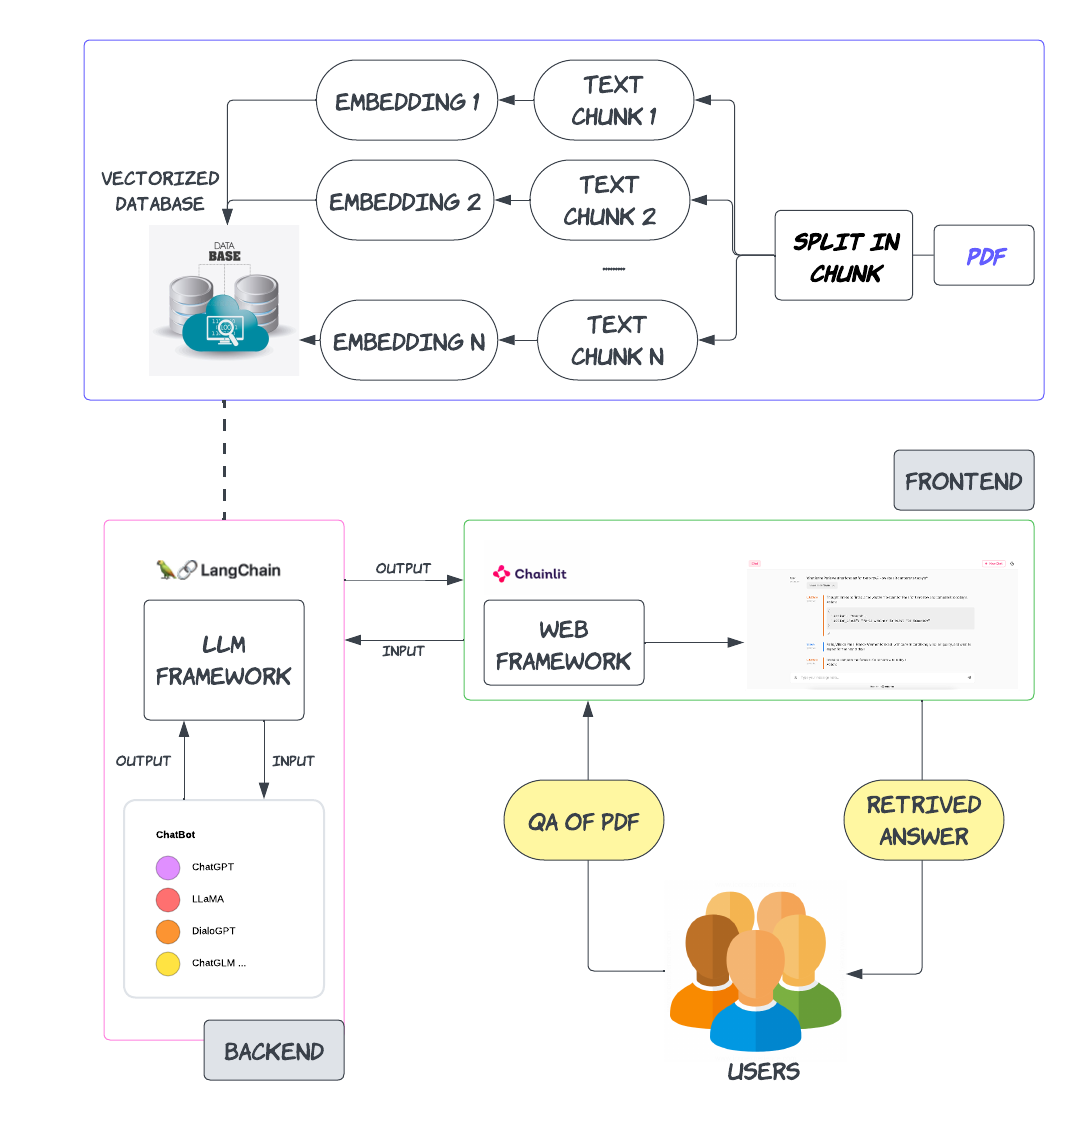 EMBEDDING 1
TEXT
CHUNK 1
VECTORIZED
DATABASE
EMBEDDING 2
TEXT
CHUNK 2
SPLIT IN
CHUNK
PDF
DATA
BASE
.........
EMBEDDING N
TEXT
CHUNK N
FRONTEND
LangChain
OUTPUT
Chainlit
LLM
FRAMEWORK
WEB
FRAMEWORK
INPUT
OUTPUT
INPUT
ChatBot
ChatGPT
LLaMA
DialoGPT
ChatGLM ...
QA OF PDF
RETRIVED
ANSWER
BACKEND
USERS